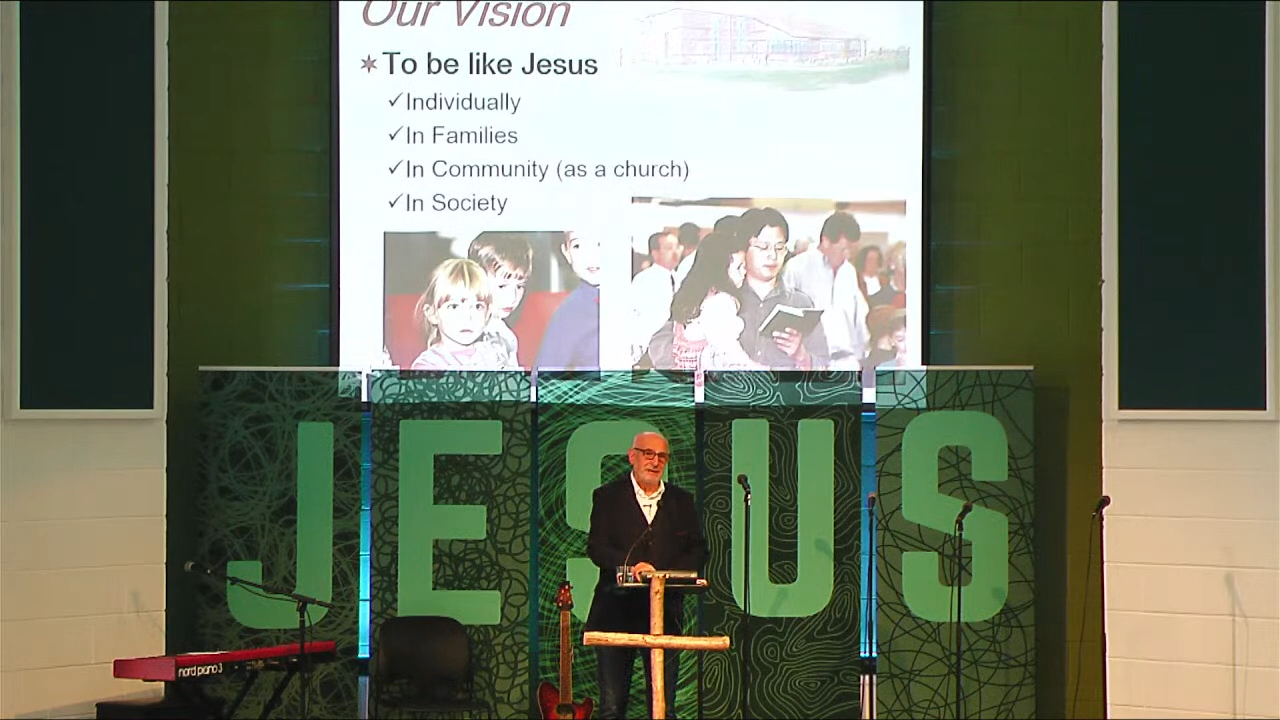 Our Vision
✶ To be like Jesus
✓Individually
✓In Families
✓In Community (as a church)
✓In Society
JESUS
nord piano 3